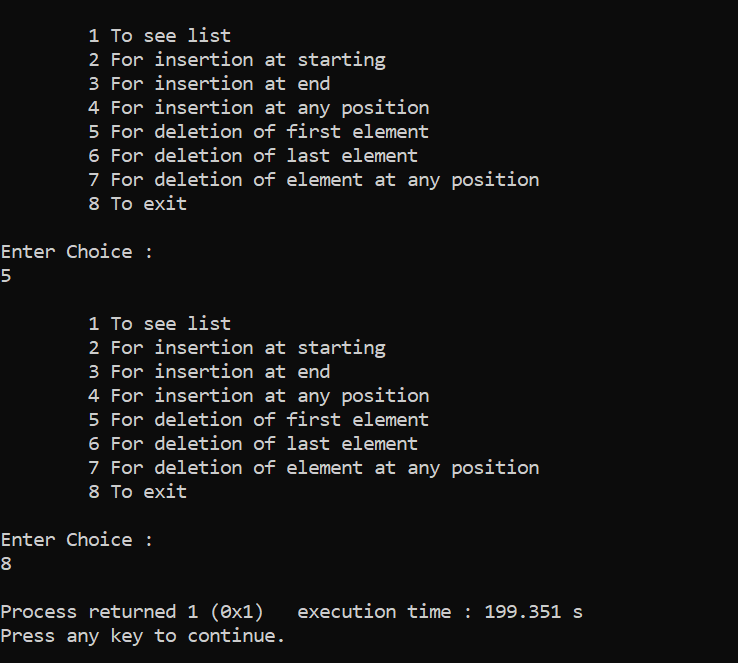 1 To see list
2 For insertion at starting
3 For insertion at end
4 For insertion at any position
5 For deletion of first element
6 For deletion of last element
7 For deletion of element at any position
8 To exit
Enter Choice :
5
1 To see list
2 For insertion at starting
3 For insertion at end
4 For insertion at any position
5 For deletion of first element
6 For deletion of last element
7 For deletion of element at any position
8 To exit
Enter Choice :
8
Process returned 1 (0x1)   execution time : 199.351 s
Press any key to continue.